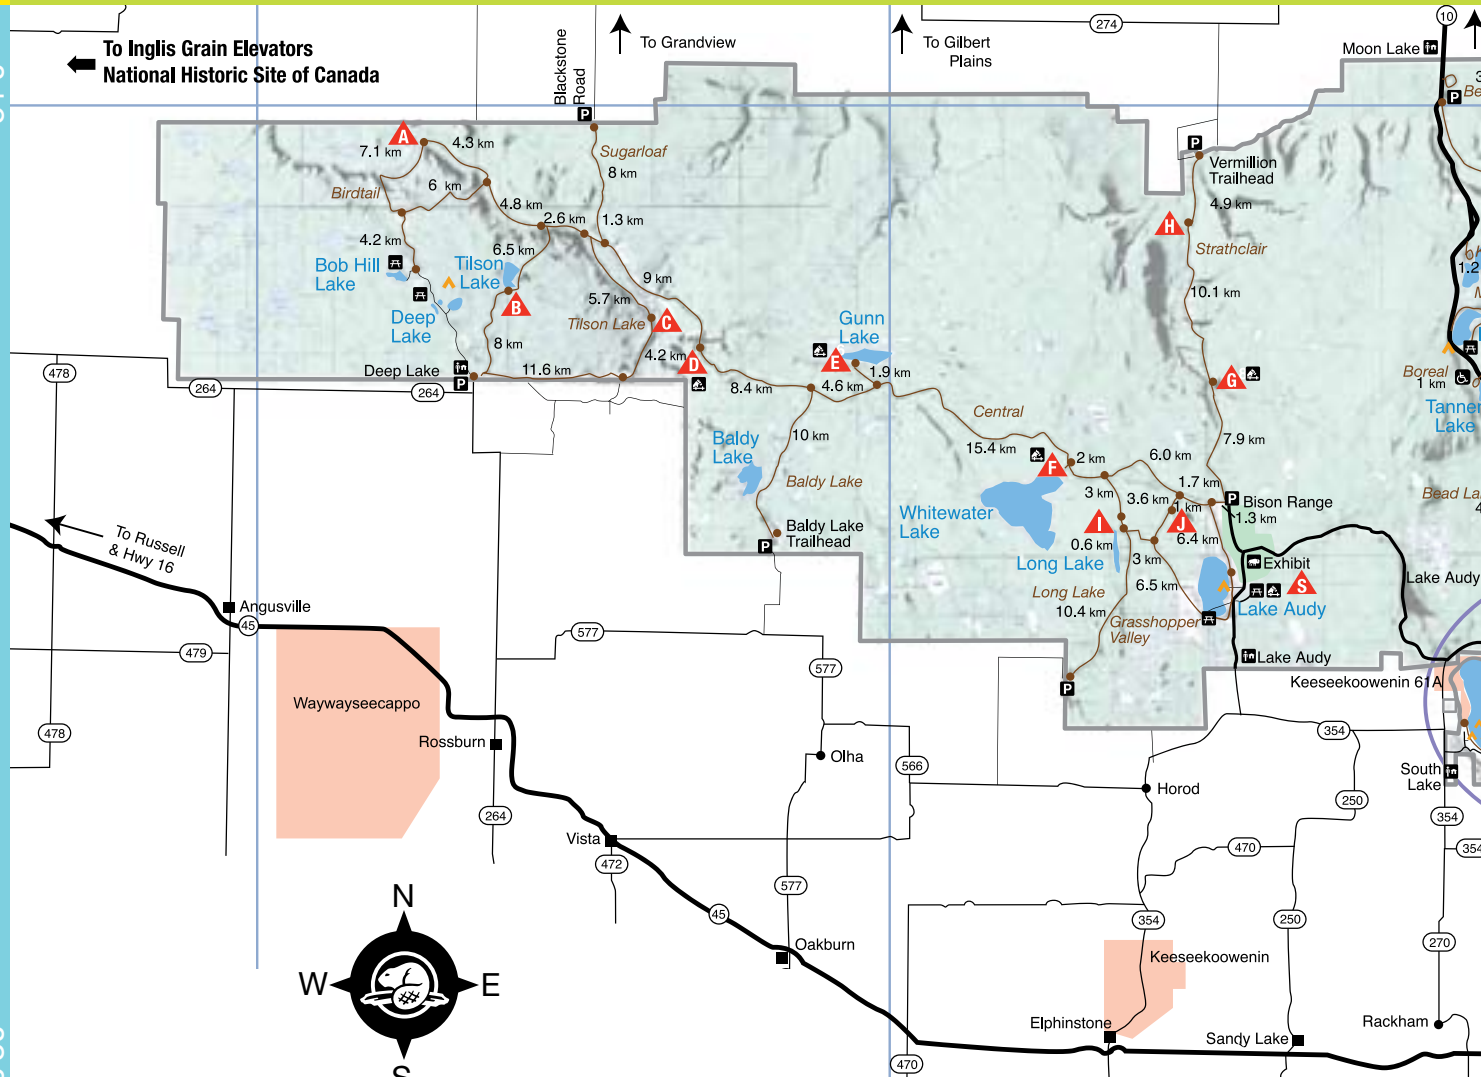 To Inglis Grain Elevators
National Historic Site of Canada
Blackstone
Road
To Grandview
To Gilbert
Plains
274
10
Moon Lake
P
P
A
7.1 km
4.3 km
Sugarloaf
8 km
P
Vermillion
Trailhead
Birdtail
6 km
4.8 km
2.6 km
1.3 km
4.9 km
H
Strathclair
4.2 km
6.5 km
Bob Hill
Lake
Tilson
Lake
9 km
1.2
10.1 km
B
5.7 km
Deep
Lake
Tilson Lake
C
Gunn
Lake
8 km
4.2 km
D
E
Deep Lake
P
11.6 km
8.4 km
4.6 km
1.9 km
G
Boreal
1 km
478
264
264
Tanner
Lake
Central
10 km
15.4 km
7.9 km
Baldy
Lake
Baldy Lake
F
2 km
6.0 km
1.7 km
3 km
3.6 km
1 km
P
Bison Range
1.3 km
Whitewater
Lake
I
J
Baldy Lake
Trailhead
P
0.6 km
6.4 km
To Russell
& Hwy 16
Long Lake
3 km
Exhibit
6.5 km
S
Lake Audy
Long Lake
10.4 km
Lake Audy
Grasshopper
Valley
Angusville
45
577
479
577
Lake Audy
P
Keeseekoowenin 61A
Waywayseecappo
478
Rossburn
354
Olha
566
South
Lake
Horod
250
264
354
Vista
472
470
354
577
45
354
250
270
N
Oakburn
Keeseekoowenin
W
E
Elphinstone
Sandy Lake
Rackham
470
S